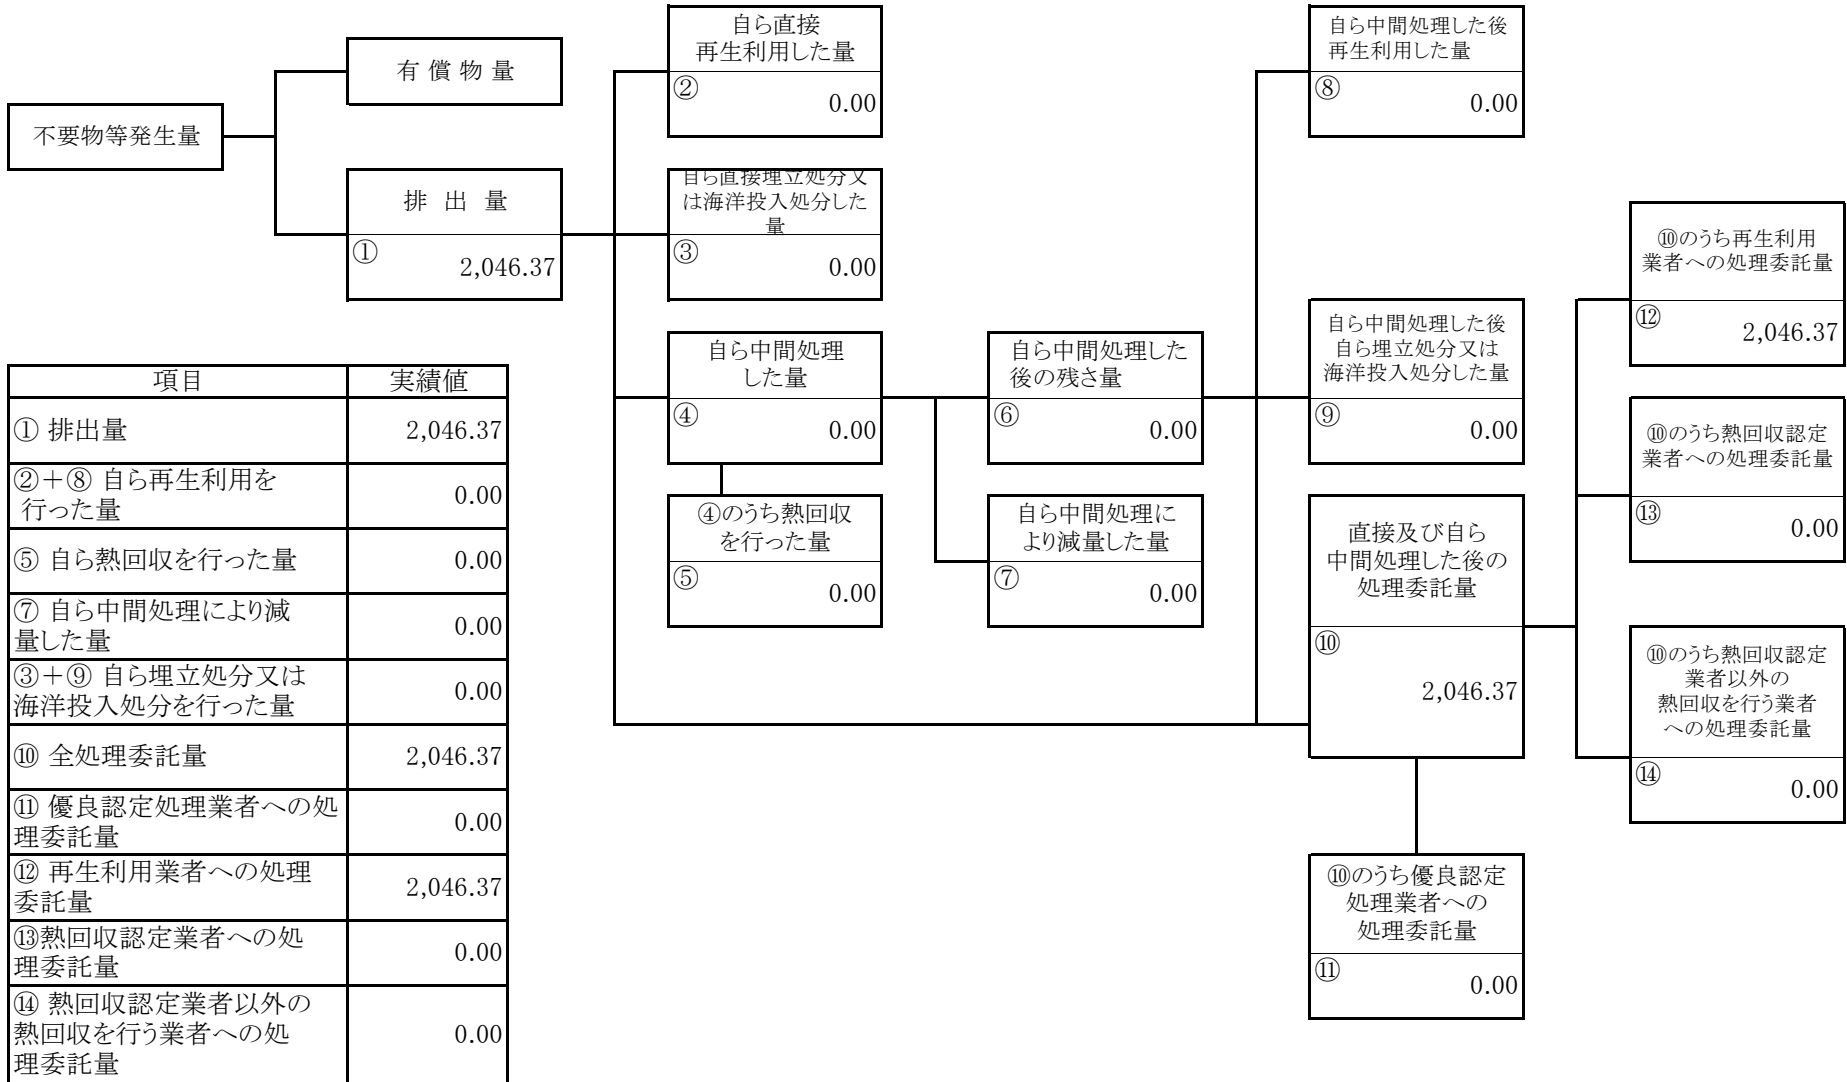 不要物等発生量
有 償 物 量
排 出 量
①
2,046.37
自ら直接
再生利用した量
②
0.00
自ら直接埋立処分又
は海洋投入処分した
量
③
0.00
自ら中間処理
した量
④
0.00
④のうち熱回収
を行った量
⑤
0.00
自ら中間処理した
後の残さ量
⑥
0.00
自ら中間処理に
より減量した量
⑦
0.00
自ら中間処理した後
再生利用した量
⑧
0.00
自ら中間処理した後
自ら埋立処分又は
海洋投入処分した量
⑨
0.00
直接及び自ら
中間処理した後の
処理委託量
⑩
2,046.37
⑩のうち優良認定
処理業者への
処理委託量
⑪
0.00
⑩のうち再生利用
業者への処理委託量
⑫
2,046.37
⑩のうち熱回収認定
業者への処理委託量
⑬
0.00
⑩のうち熱回収認定
業者以外の
熱回収を行う業者
への処理委託量
⑭
0.00
項目 実績値
① 排出量 2,046.37
②＋⑧ 自ら再生利用を
行った量 0.00
⑤ 自ら熱回収を行った量 0.00
⑦ 自ら中間処理により減
量した量 0.00
③＋⑨ 自ら埋立処分又は
海洋投入処分を行った量 0.00
⑩ 全処理委託量 2,046.37
⑪ 優良認定処理業者への処
理委託量 0.00
⑫ 再生利用業者への処理
委託量 2,046.37
⑬熱回収認定業者への処
理委託量 0.00
⑭ 熱回収認定業者以外の
熱回収を行う業者への処
理委託量 0.00